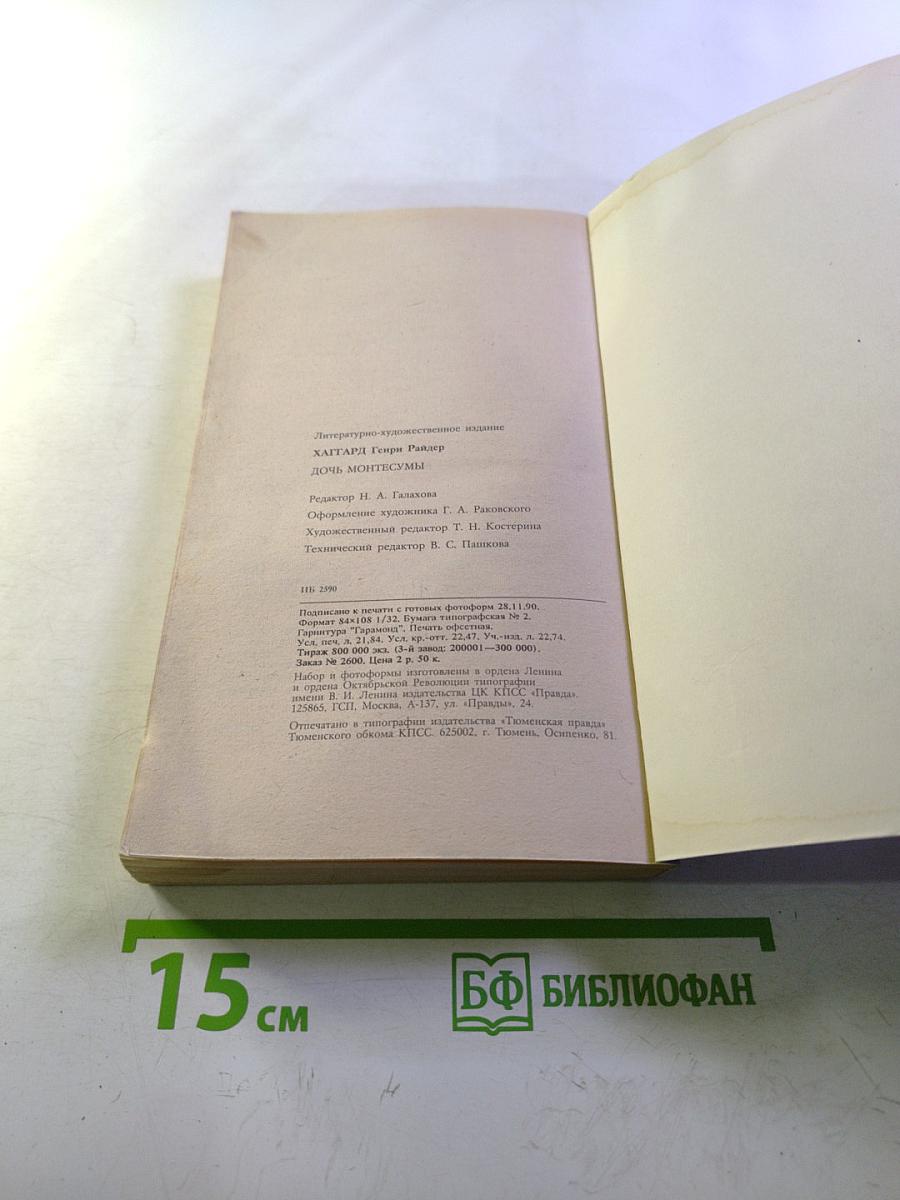 Литературно-художественное издание
ХАГГАРД Генри Райдер
ДОЧЬ МОНТЕСУМЫ
Редактор Н. А. Галахова
Оформление художника Г. А. Раковского
Художественный редактор Т. Н. Костерина
Технический редактор В. С. Пашкова
ИБ 2590
Подписано к печати с готовых фотоформ 28.11.90.
Формат 84×108 1/32. Бумага типографская № 2.
Гарнитура "Гарамонд". Печать офсетная.
Усл. печ. л. 21,84. Усл. кр.-отт. 22,47. Уч.-изд. л. 22,74.
Тираж 800 000 экз. (3-й завод: 200001—300 000).
Заказ № 2600. Цена 2 р. 50 к.
Набор и фотоформы изготовлены в ордена Ленина
и ордена Октябрьской Революции типографии
имени В. И. Ленина издательства ЦК КПСС «Правда».
125865, ГСП, Москва, А-137, ул. «Правды», 24.
Отпечатано в типографии издательства «Тюменская правда»
Тюменского обкома КПСС. 625002, г. Тюмень, Осипенко, 81.
15 см
БФ БИБЛИОФАН